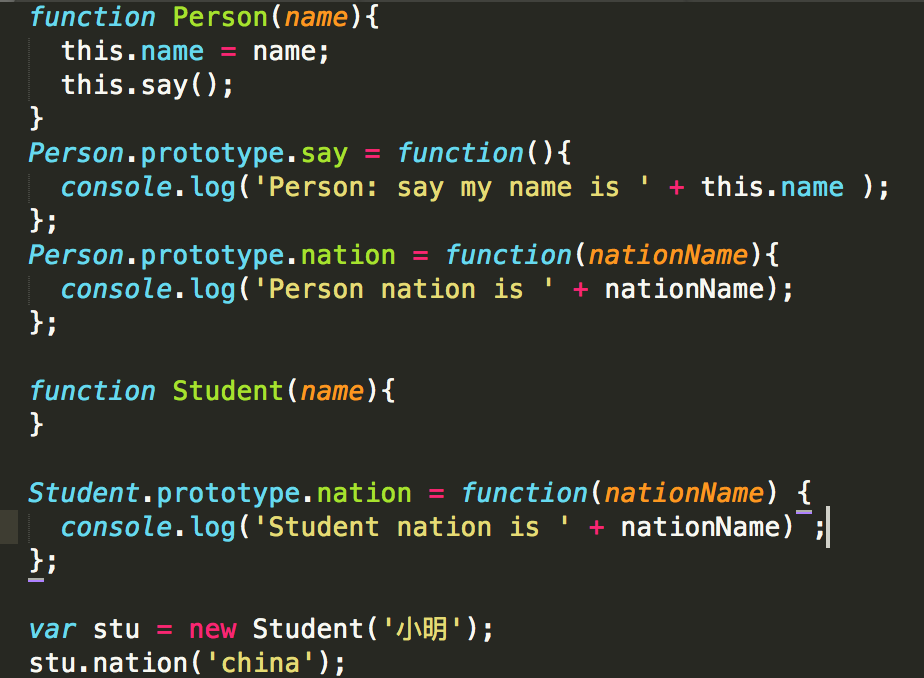 function Person(name){
  this.name = name;
  this.say();
}
Person.prototype.say = function(){
  console.log('Person: say my name is ' + this.name );
};
Person.prototype.nation = function(nationName){
  console.log('Person nation is ' + nationName);
};
function Student(name){
}
Student.prototype.nation = function(nationName) {
  console.log('Student nation is ' + nationName) ;
};
var stu = new Student('小明');
stu.nation('china');